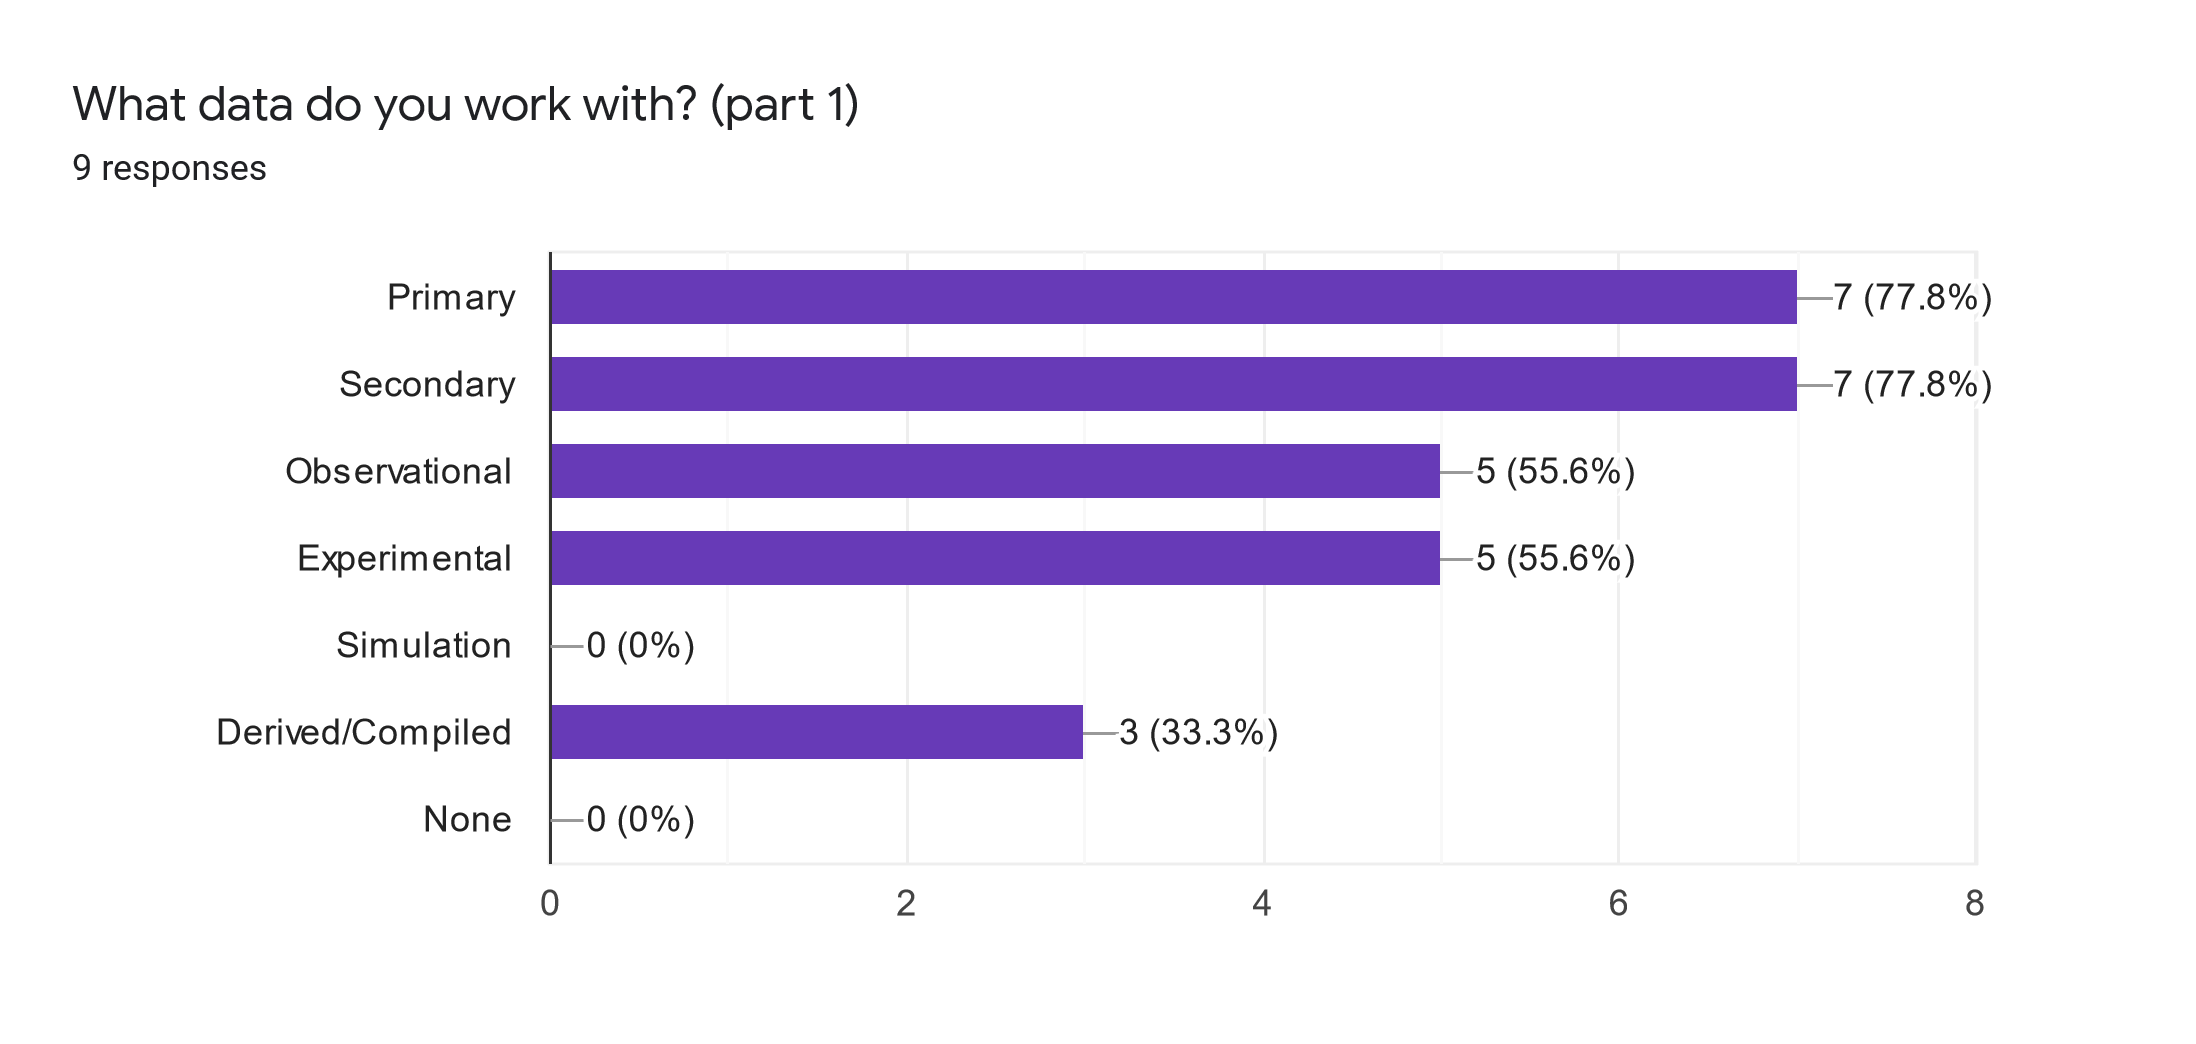 What data do you work with? (part 1)
9 responses
Primary 7 (77.8%)
Secondary 7 (77.8%)
Observational 5 (55.6%)
Experimental 5 (55.6%)
Simulation 0 (0%)
Derived/Compiled 3 (33.3%)
None 0 (0%)
0 2 4 6 8